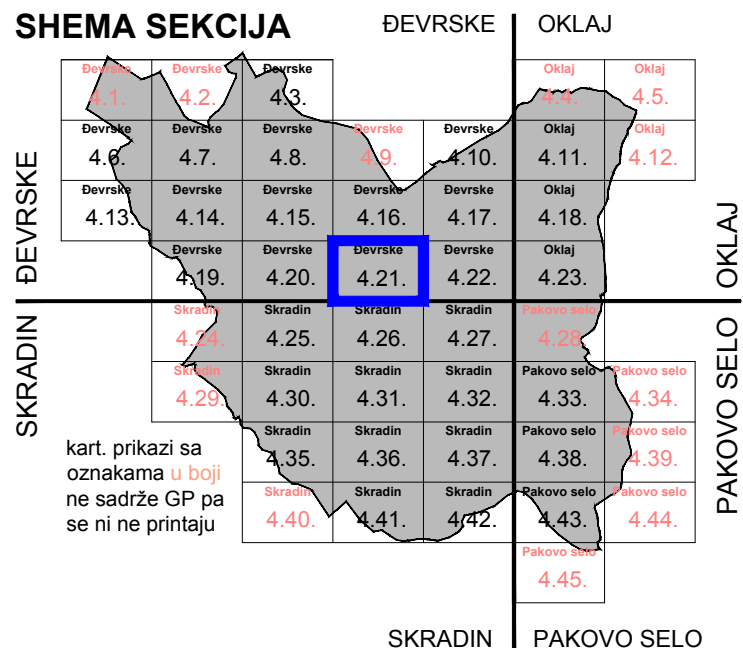 SHEMA SEKCIJA
ĐEVRSKE OKLAJ
Đevrske Đevrske Đevrske Oklaj Oklaj
4.1. 4.2. 4.3. 4.4. 4.5.
Đevrske Đevrske Đevrske Đevrske Đevrske Oklaj Oklaj
4.6. 4.7. 4.8. 4.9. 4.10. 4.11. 4.12.
Đevrske Đevrske Đevrske Đevrske Đevrske Oklaj
4.13. 4.14. 4.15. 4.16. 4.17. 4.18.
Đevrske Đevrske Đevrske Đevrske Oklaj
4.19. 4.20. 4.21. 4.22. 4.23.
Skradin Skradin Skradin Skradin Pakovo selo
4.24. 4.25. 4.26. 4.27. 4.28.
Skradin Skradin Skradin Skradin Pakovo selo Pakovo selo
4.29. 4.30. 4.31. 4.32. 4.33. 4.34.
Skradin Skradin Skradin Pakovo selo Pakovo selo
4.35. 4.36. 4.37. 4.38. 4.39.
Skradin Skradin Skradin Pakovo selo Pakovo selo
4.40. 4.41. 4.42. 4.43. 4.44.
Pakovo selo
4.45.
ĐEVRSKE
SKRADIN
OKLAJ
PAKOVO SELO
kart. prikazi sa
oznakama u boji
ne sadrže GP pa
se ni ne printaju
SKRADIN PAKOVO SELO